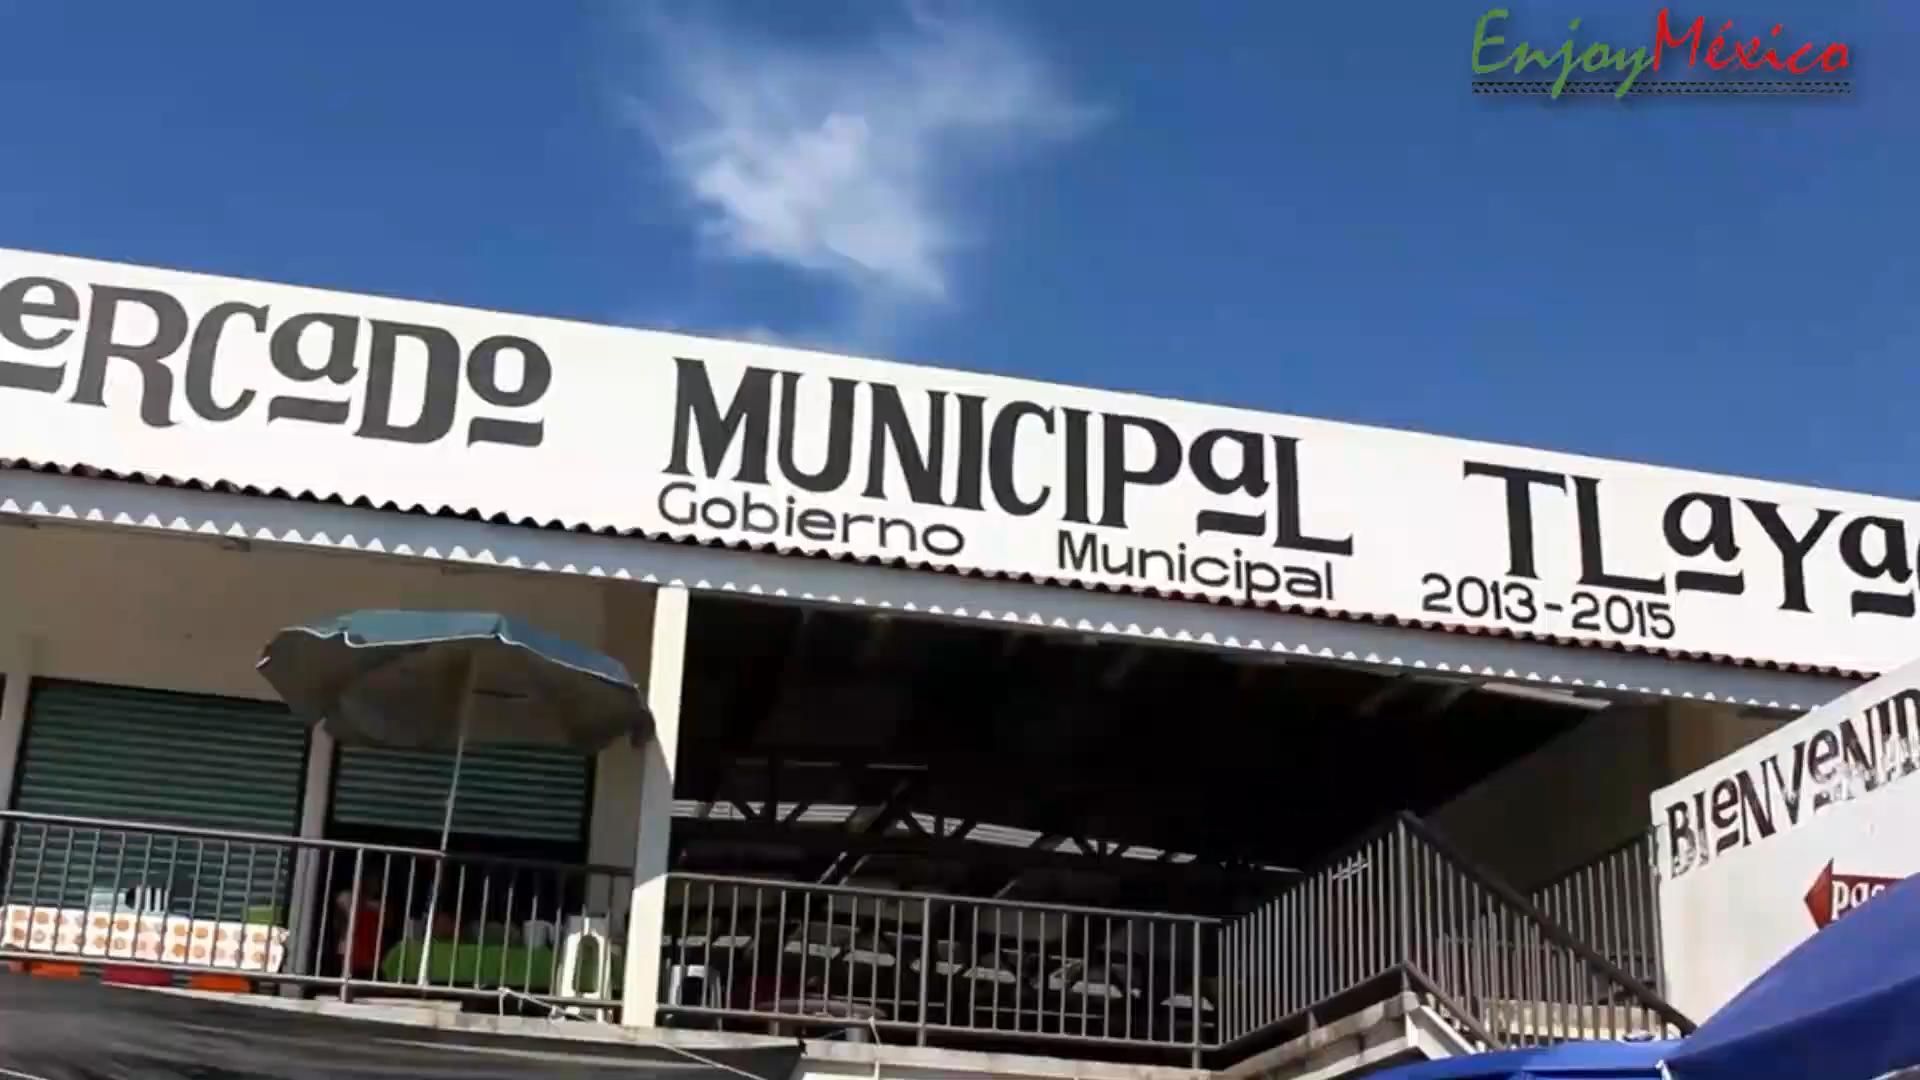 EnjoyMéxico
eRCaDo MUNICIPaL TLaYa
Gobierno Municipal 2013-2015
BIeNVeNID